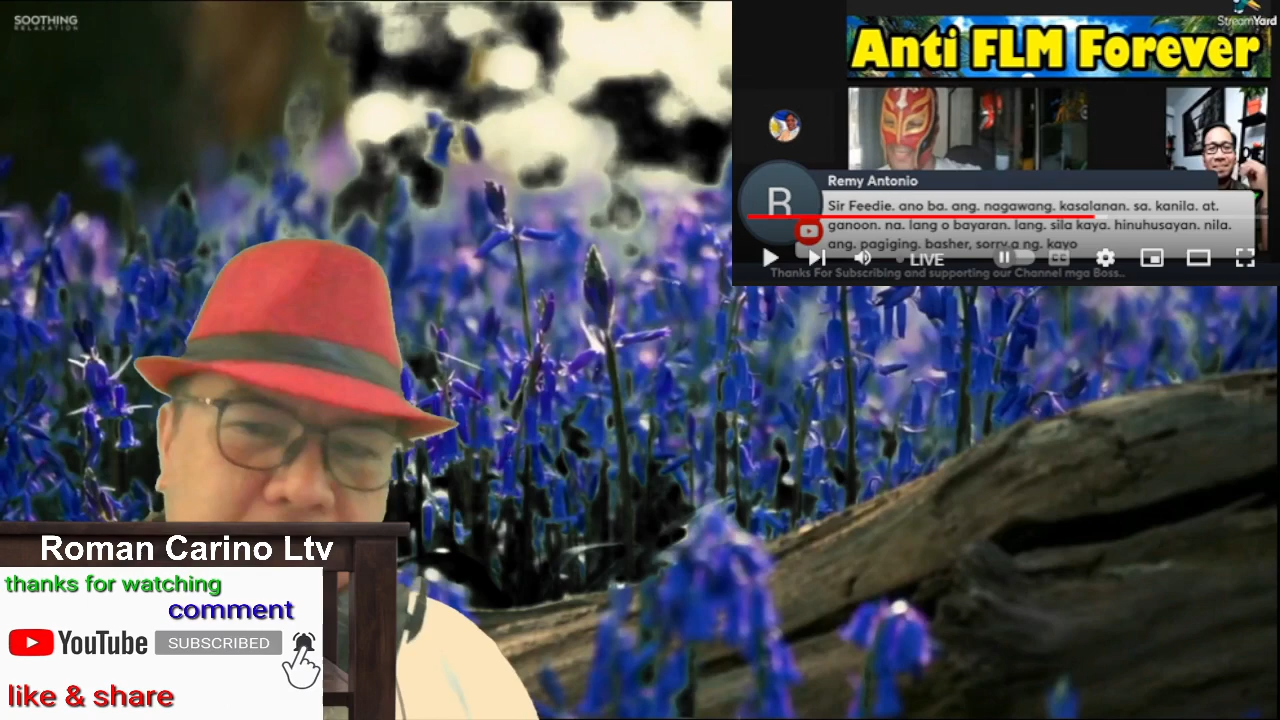 SOOTHING
RELAXATION
StreamYard
Anti FLM Forever
R
Remy Antonio
Sir Feedie. ano ba. ang. nagawang. kasalanan. sa. kanila. at.
ganoon. na. lang o bayaran. lang. sila kaya. hinuhusayan. nila.
ang. pagiging. basher, sorry a ng. kayo
LIVE
CC
Thanks For Subscribing and supporting our Channel mga Boss..
Roman Carino Ltv
thanks for watching
comment
YouTube SUBSCRIBED
like & share